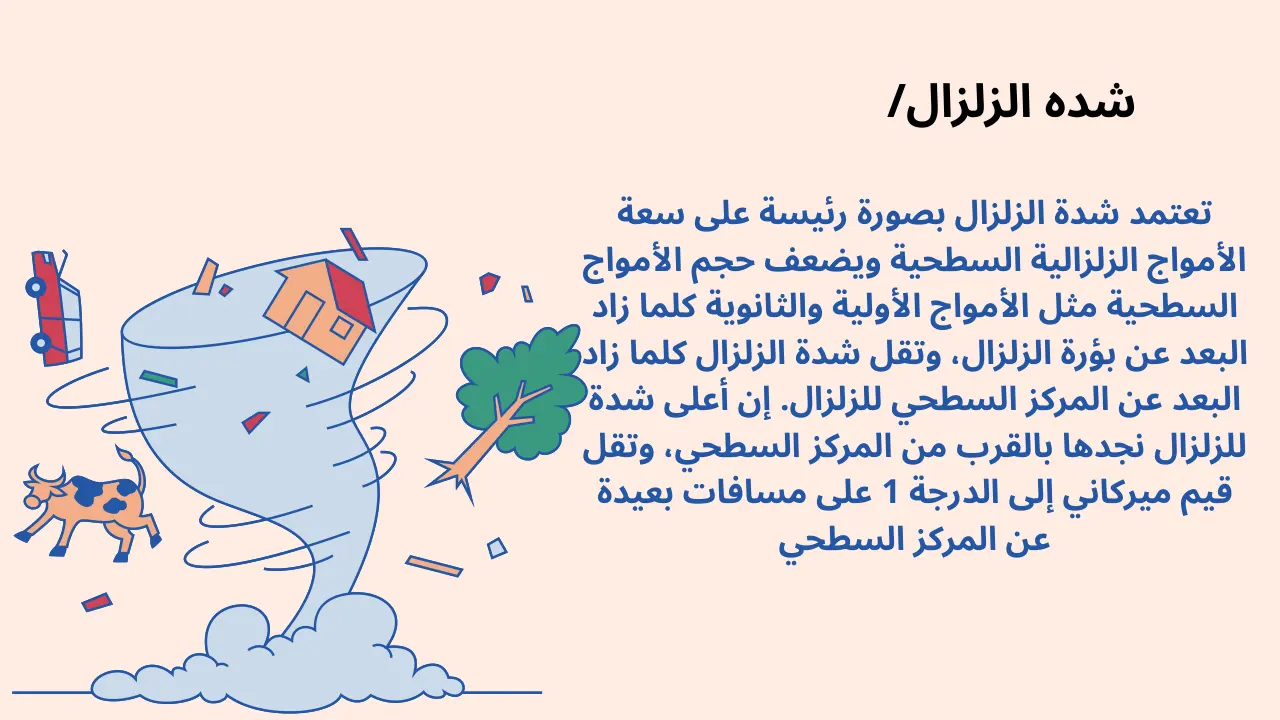 شده الزلزال/
تعتمد شدة الزلزال بصورة رئيسة على سعة
الأمواج الزلزالية السطحية ويضعف حجم الأمواج
السطحية مثل الأمواج الأولية والثانوية كلما زاد
البعد عن بؤرة الزلزال، وتقل شدة الزلزال كلما زاد
البعد عن المركز السطحي للزلزال. إن أعلى شدة
للزلزال نجدها بالقرب من المركز السطحي، وتقل
قيم ميركاني إلى الدرجة 1 على مسافات بعيدة
عن المركز السطحي